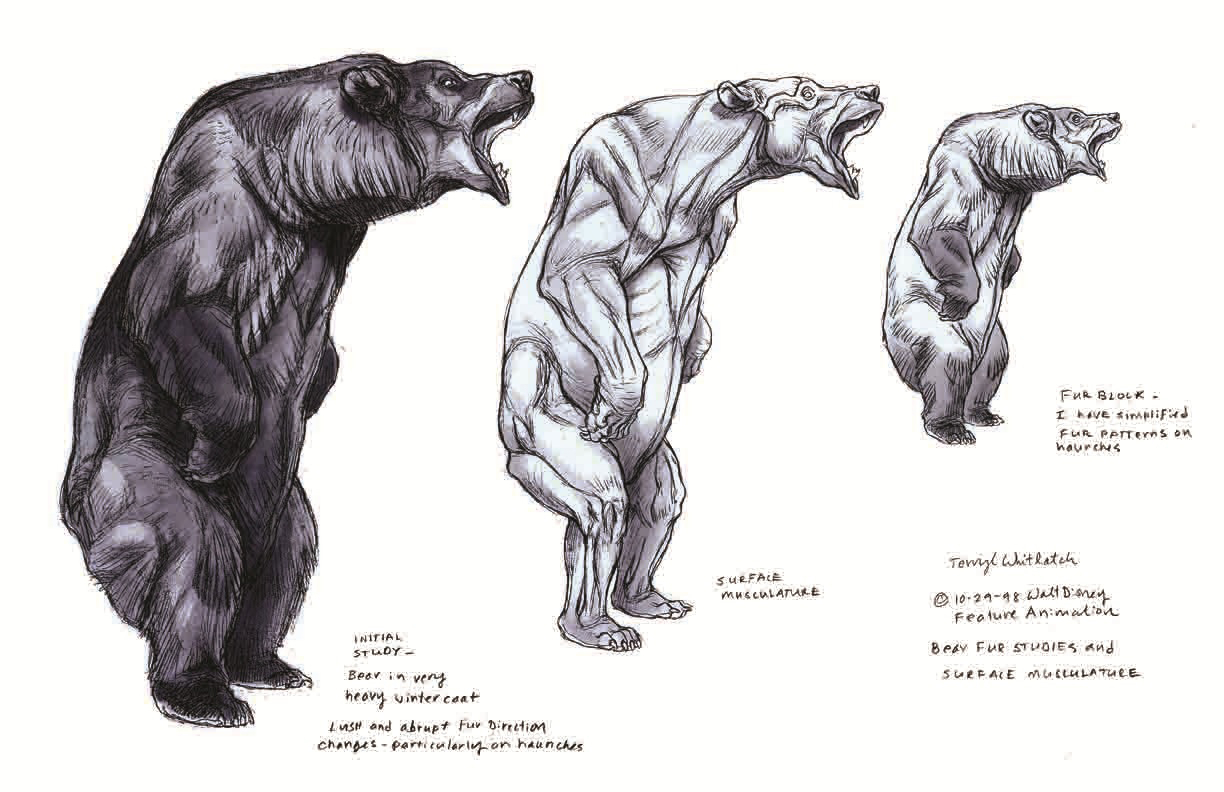 INITIAL
STUDY -
Bear in very
heavy winter coat
LUSH and abrupt Fur Direction
changes - particularly on haunches
SURFACE
MUSCULATURE
FUR BLOCK -
I have simplified
FUR PATTERNS on
haunches
Terryl Whitlatch
© 10-29-98 Walt Disney
Feature Animation
Bear FUR STUDIES and
SURFACE MUSCULATURE